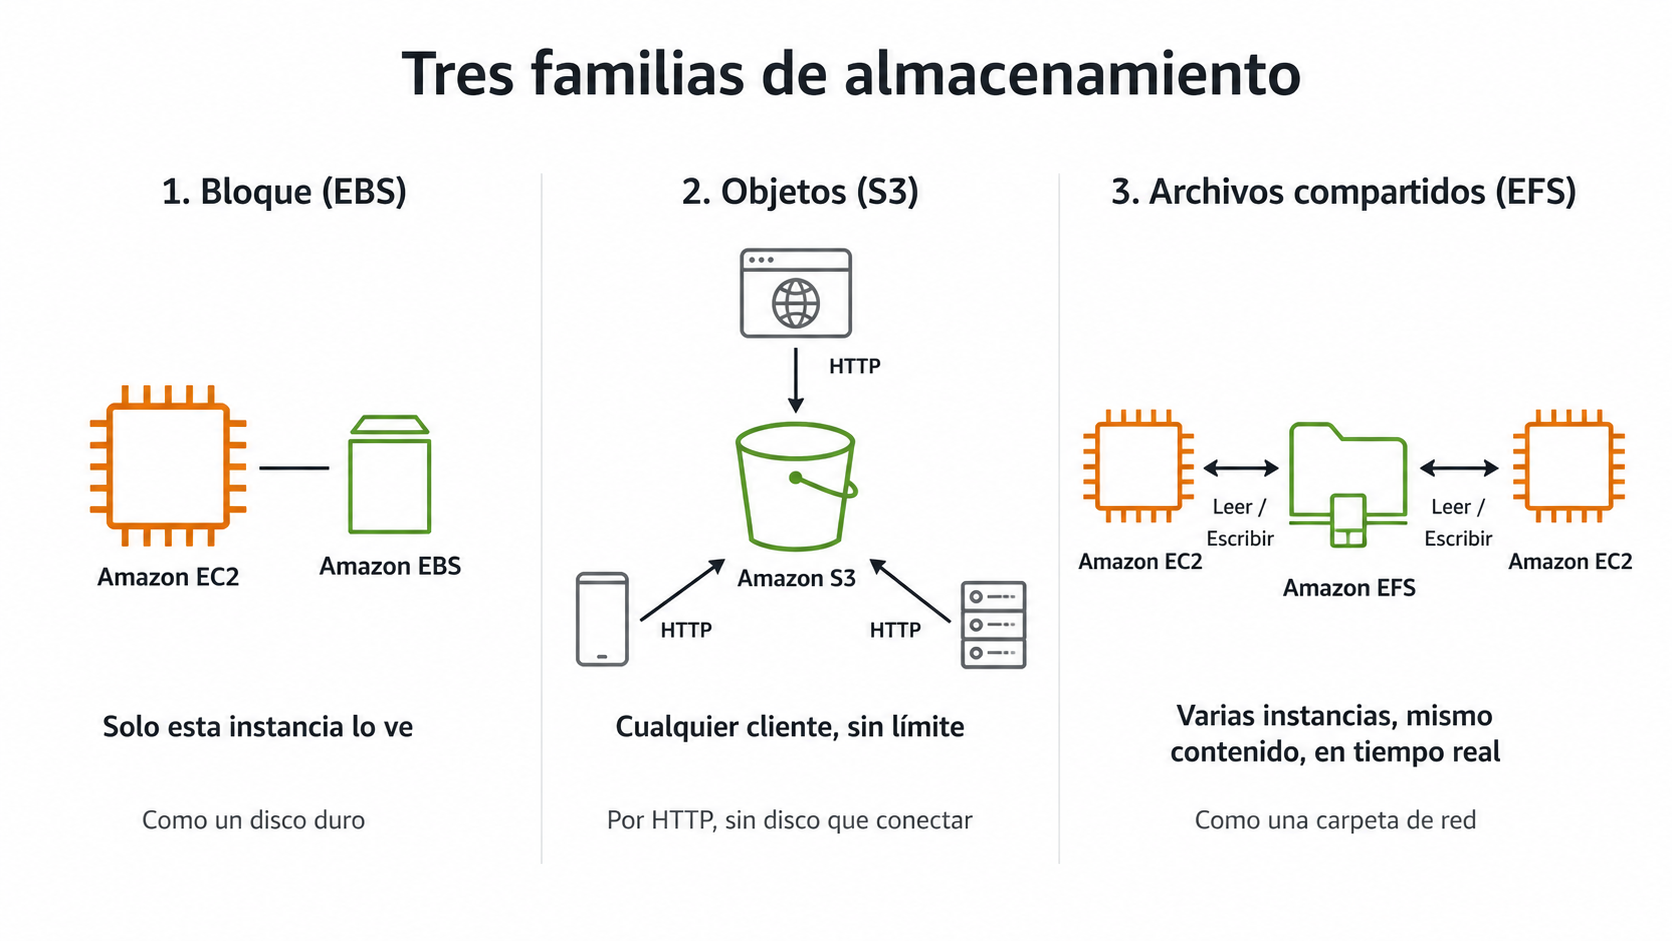 Tres familias de almacenamiento
1. Bloque (EBS)
Amazon EC2
Amazon EBS
Solo esta instancia lo ve
Como un disco duro
2. Objetos (S3)
HTTP
Amazon S3
HTTP
HTTP
Cualquier cliente, sin límite
Por HTTP, sin disco que conectar
3. Archivos compartidos (EFS)
Amazon EC2
Leer /
Escribir
Amazon EFS
Leer /
Escribir
Amazon EC2
Varias instancias, mismo
contenido, en tiempo real
Como una carpeta de red